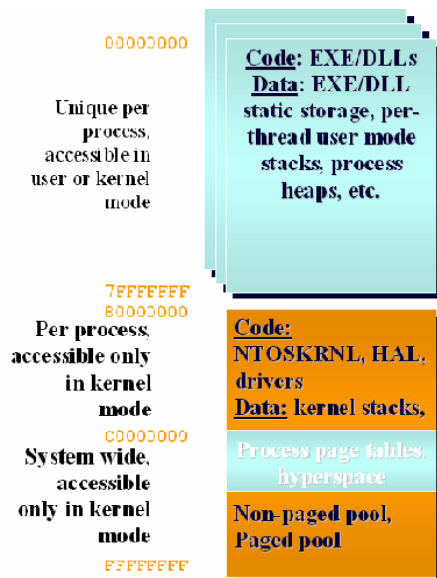 00000000
Unique per
process,
accessible in
user or kernel
mode
7FFFFFFF
80000000
Per process,
accessible only
in kernel
mode
C0000000
System wide,
accessible
only in kernel
mode
FFFFFFFF
Code: EXE/DLLs
Data: EXE/DLL
static storage, per-
thread user mode
stacks, process
heaps, etc.
Code:
NTOSKRNL, HAL,
drivers
Data: kernel stacks,
Process page tables,
hyperspace
Non-paged pool,
Paged pool